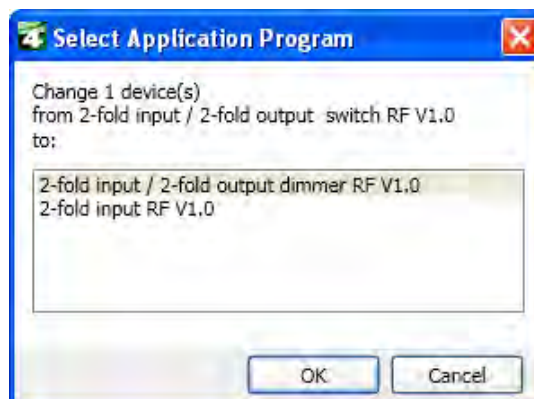 4 Select Application Program
Change 1 device(s)
from 2-fold input / 2-fold output switch RF V1.0
to:
2-fold input / 2-fold output dimmer RF V1.0
2-fold input RF V1.0
OK Cancel